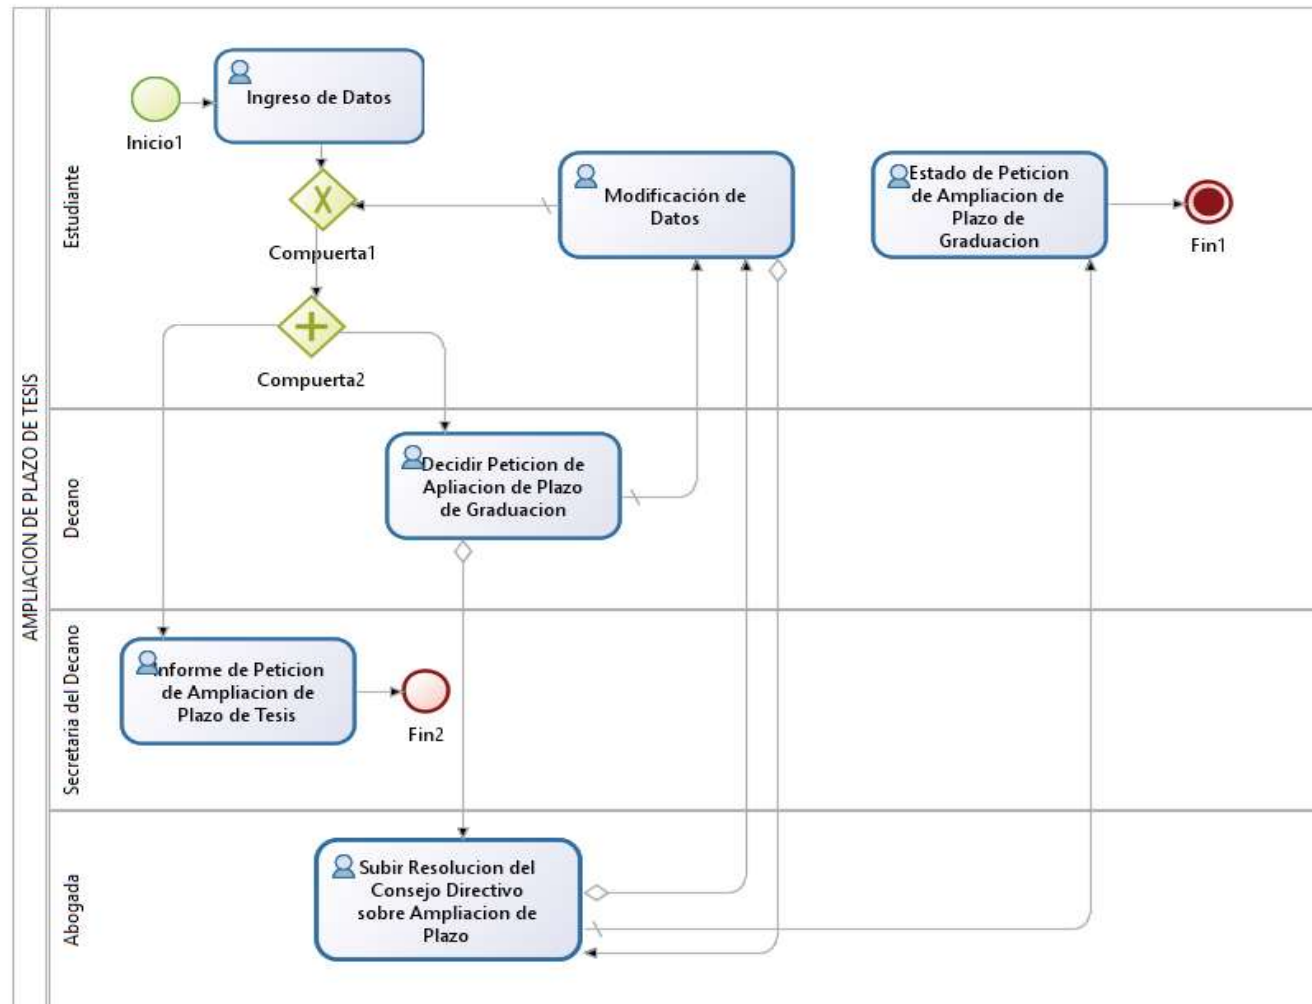 AMPLIACION DE PLAZO DE TESIS
Estudiante
Inicio1
Ingreso de Datos
Compuerta1
Modificación de
Datos
Estado de Peticion
de Ampliacion de
Plazo de
Graduacion
Fin1
Compuerta2
Decano
Decidir Peticion de
Apliacion de Plazo
de Graduacion
Secretaria del Decano
Informe de Peticion
de Ampliacion de
Plazo de Tesis
Fin2
Abogada
Subir Resolucion del
Consejo Directivo
sobre Ampliacion de
Plazo